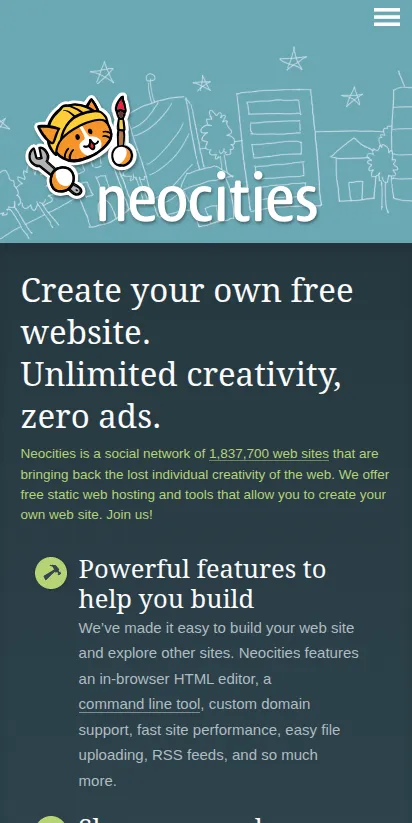 neocities
Create your own free
website.
Unlimited creativity,
zero ads.
Neocities is a social network of 1,837,700 web sites that are
bringing back the lost individual creativity of the web. We offer
free static web hosting and tools that allow you to create your
own web site. Join us!
Powerful features to
help you build
We've made it easy to build your web site
and explore other sites. Neocities features
an in-browser HTML editor, a
command line tool, custom domain
support, fast site performance, easy file
uploading, RSS feeds, and so much
more.